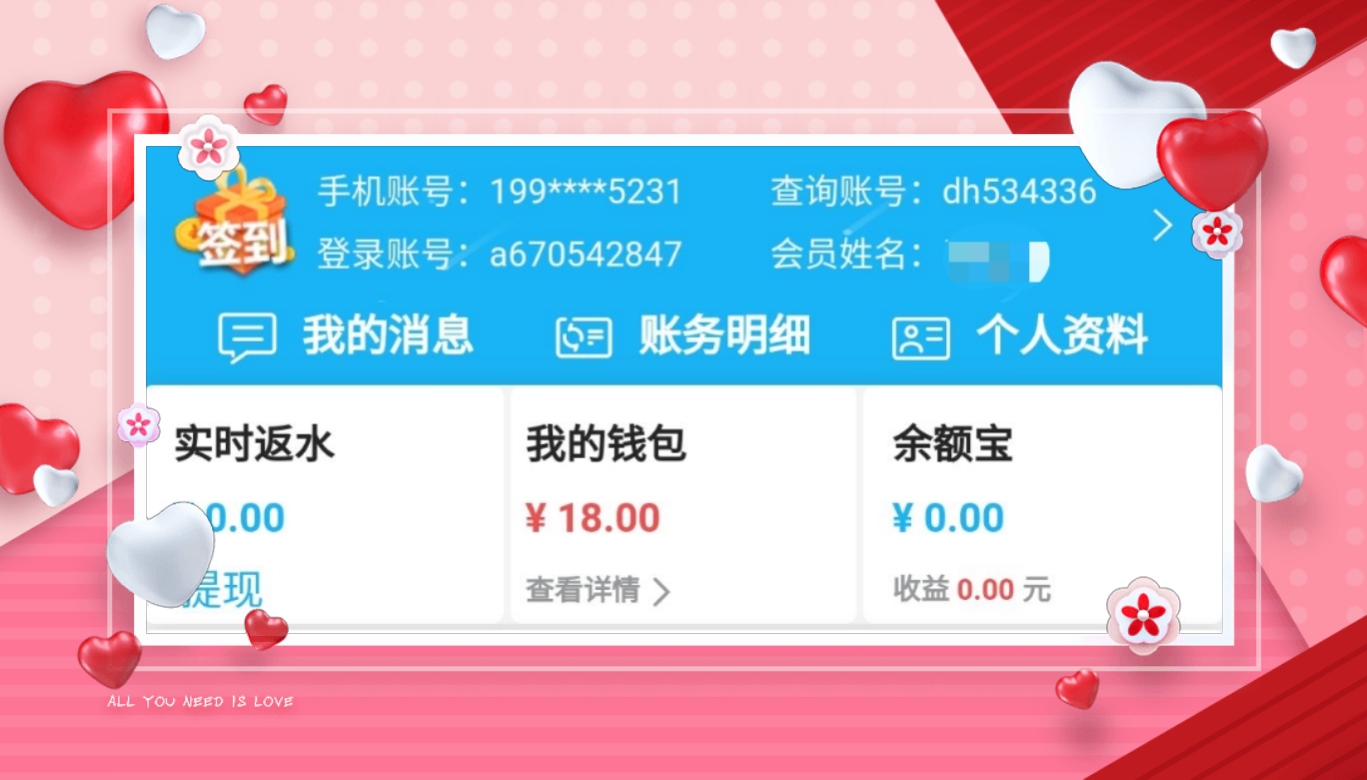 手机账号：199****5231 查询账号：dh534336
签到
登录账号：a670542847 会员姓名：
我的消息 账务明细 个人资料
实时返水 我的钱包 余额宝
0.00 ¥ 18.00 ¥ 0.00
提现 查看详情 收益 0.00 元
ALL YOU NEED IS LOVE